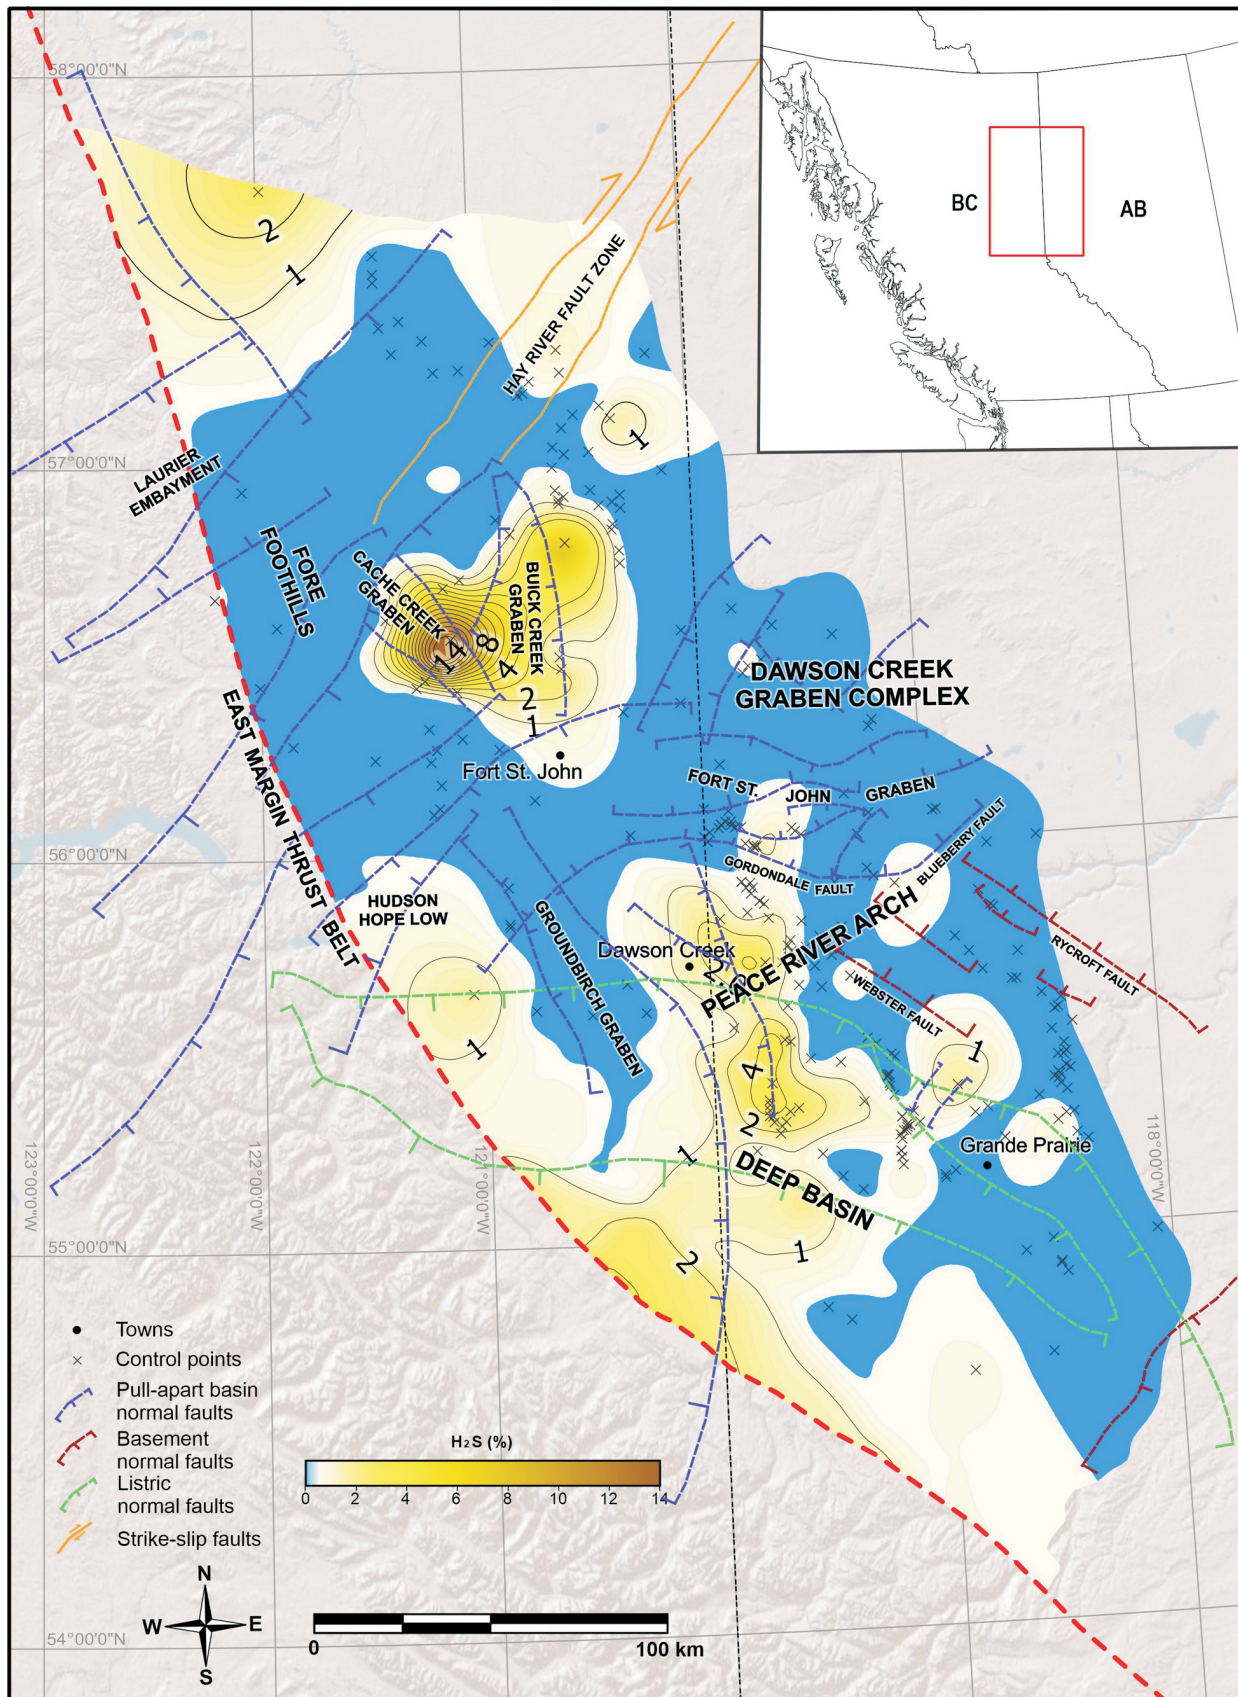 58°00'0"N
BC
AB
2
1
HAY RIVER FAULT ZONE
1
57°00'0"N
LAURIER
EMBAYMENT
FORE
FOOTHILLS
CACHE CREEK
GRABEN
BUICK CREEK
GRABEN
14
8
4
2
1
DAWSON CREEK
GRABEN COMPLEX
EAST MARGIN THRUST BELT
Fort St. John
FORT ST. JOHN GRABEN
56°00'0"N
GORDONDALE FAULT
BLUEBERRY FAULT
HUDSON
HOPE LOW
GROUNDBIRCH GRABEN
Dawson Creek
2
PEACE RIVER ARCH
RYCROFT FAULT
WEBSTER FAULT
1
4
1
2
1
DEEP BASIN
Grande Prairie
123°00'0"W
122°00'0"W
121°00'0"W
118°00'0"W
55°00'0"N
2
1
Towns
Control points
Pull-apart basin
normal faults
Basement
normal faults
Listric
normal faults
Strike-slip faults
H₂S (%)
0 2 4 6 8 10 12 14
N
W E
S
0 100 km
54°00'0"N